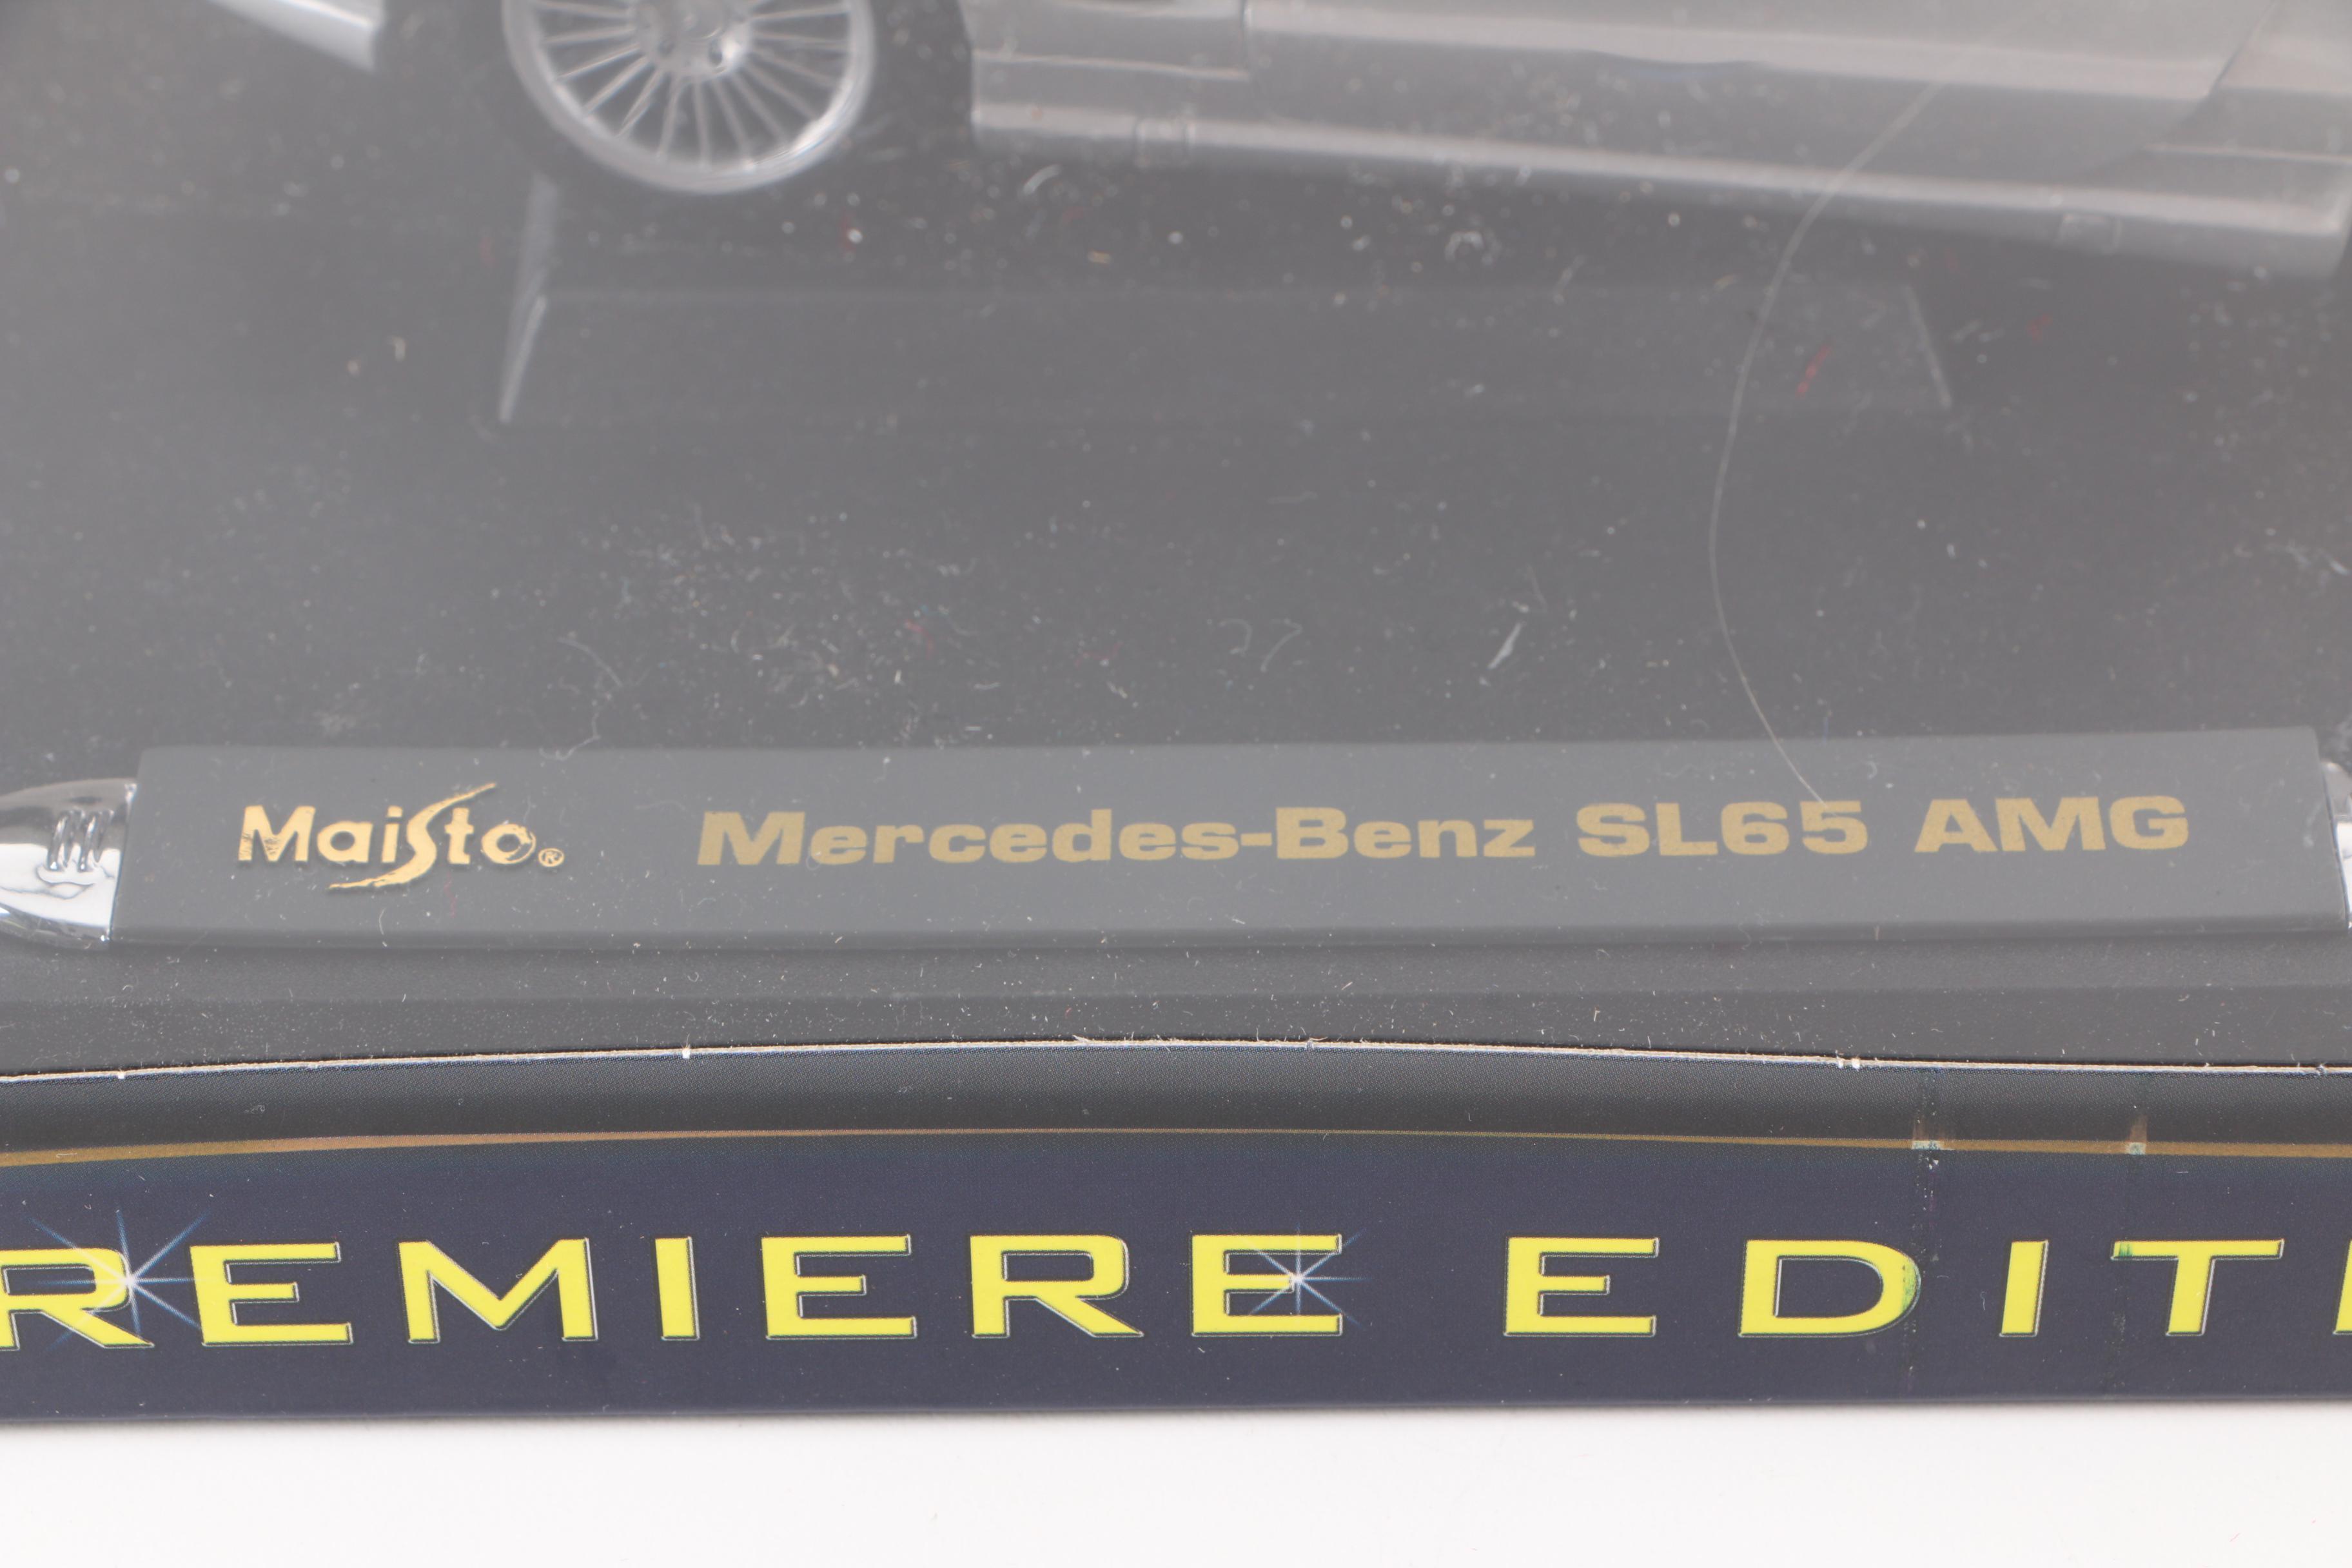 Maisto® Mercedes-Benz SL65 AMG
REMIERE EDIT